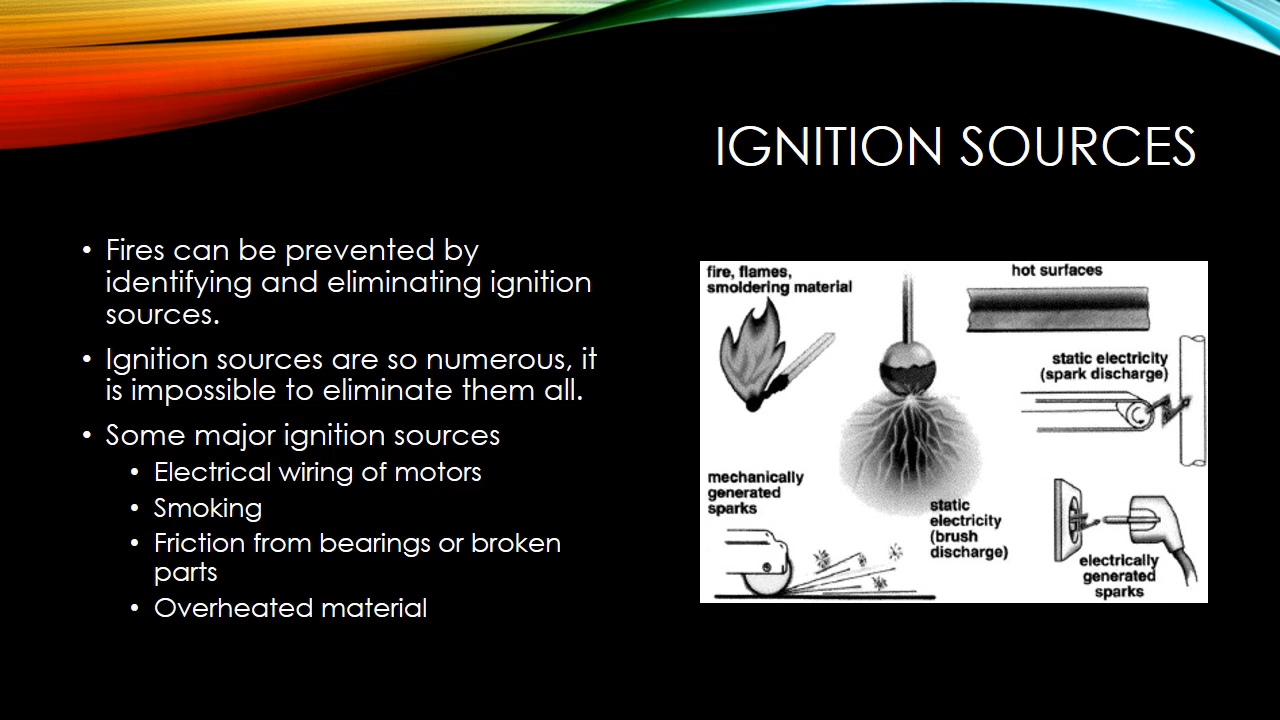 IGNITION SOURCES
• Fires can be prevented by
identifying and eliminating ignition
sources.
• Ignition sources are so numerous, it
is impossible to eliminate them all.
• Some major ignition sources
• Electrical wiring of motors
• Smoking
• Friction from bearings or broken
parts
• Overheated material
fire, flames,
smoldering material
hot surfaces
static electricity
(spark discharge)
mechanically
generated
sparks
static
electricity
(brush
discharge)
electrically
generated
sparks